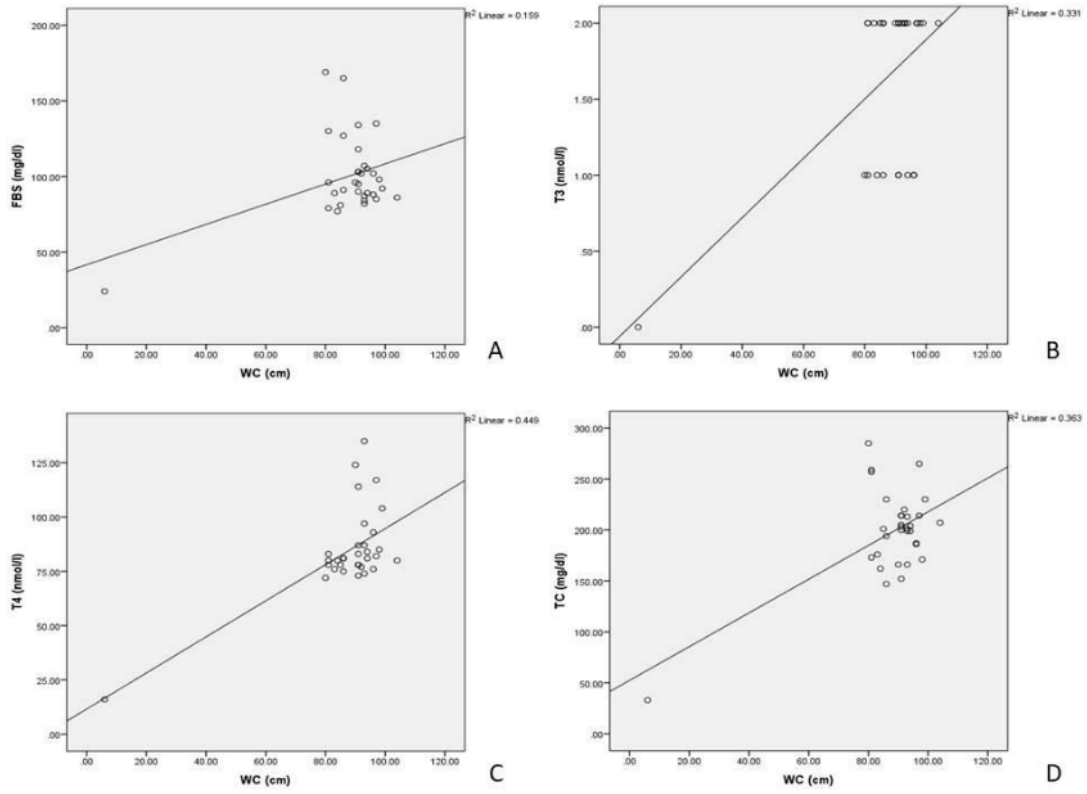 R² Linear = 0.159
200.00
150.00
100.00
50.00
.00
FBS (mg/dl)
.00 20.00 40.00 60.00 80.00 100.00 120.00
WC (cm)
A
R² Linear = 0.331
2.00
1.50
1.00
.50
.00
T3 (nmol/l)
.00 20.00 40.00 60.00 80.00 100.00 120.00
WC (cm)
B
R² Linear = 0.449
125.00
100.00
75.00
50.00
25.00
.00
T4 (nmol/l)
.00 20.00 40.00 60.00 80.00 100.00 120.00
WC (cm)
C
R² Linear = 0.363
300.00
250.00
200.00
150.00
100.00
50.00
.00
TC (mg/dl)
.00 20.00 40.00 60.00 80.00 100.00 120.00
WC (cm)
D